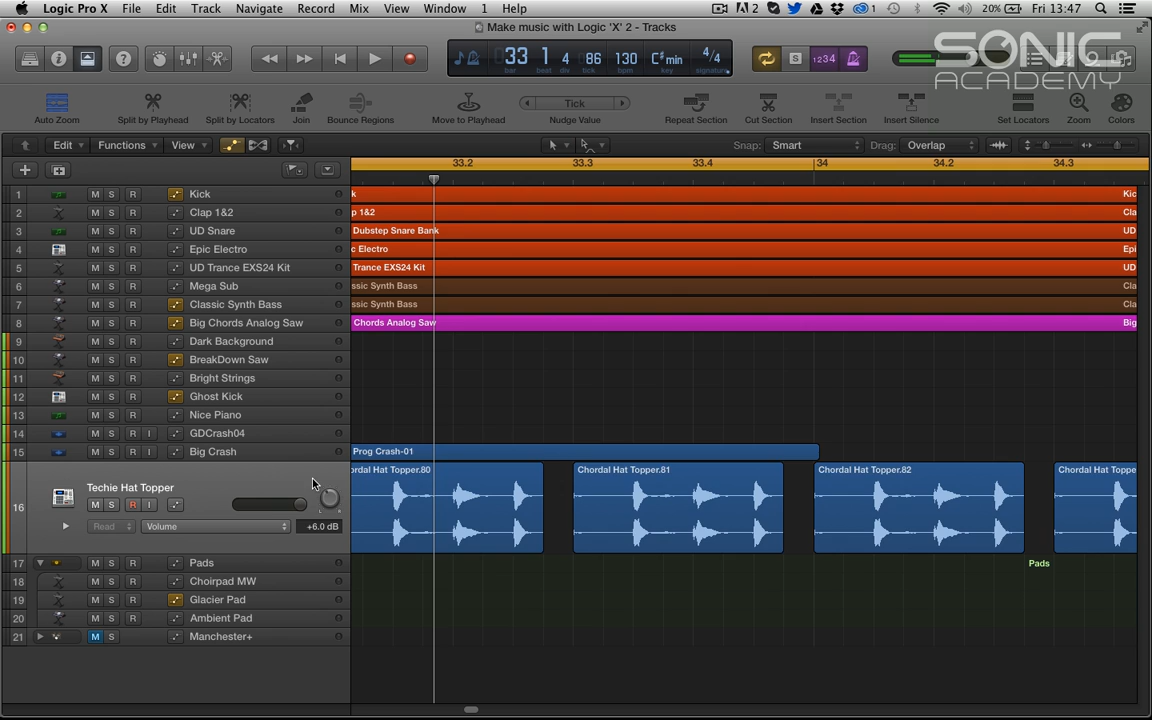 Logic Pro X File Edit Track Navigate Record Mix View Window 1 Help A 2 1 20% Fri 13:47
Make music with Logic 'X' 2 - Tracks
33 1 4 86 130 C♯min 4/4
bar beat bpm key signature
1234
SONIC
ACADEMY
Auto Zoom Split by Playhead Split by Locators Join Bounce Regions Move to Playhead Tick Nudge Value Repeat Section Cut Section Insert Section Insert Silence Set Locators Zoom Colors
Edit Functions View Snap: Smart Drag: Overlap
33.2 33.3 33.4 34 34.2 34.3
1 M S R Kick k Kic
2 M S R Clap 1&2 p 1&2 Cla
3 M S R UD Snare Dubstep Snare Bank UD
4 M S R Epic Electro c Electro Epi
5 M S R UD Trance EXS24 Kit Trance EXS24 Kit UD
6 M S R Mega Sub ssic Synth Bass Cla
7 M S R Classic Synth Bass ssic Synth Bass Cla
8 M S R Big Chords Analog Saw Chords Analog Saw Big
9 M S R Dark Background
10 M S R BreakDown Saw
11 M S R Bright Strings
12 M S R Ghost Kick
13 M S R Nice Piano
14 M S R I GDCrash04
15 M S R I Big Crash Prog Crash-01
ordal Hat Topper.80 Chordal Hat Topper.81 Chordal Hat Topper.82 Chordal Hat Toppe
Techie Hat Topper
16 M S R I L R
Read Volume +6.0 dB
17 M S R Pads Pads
18 M S R Choirpad MW
19 M S R Glacier Pad
20 M S R Ambient Pad
21 M S Manchester+